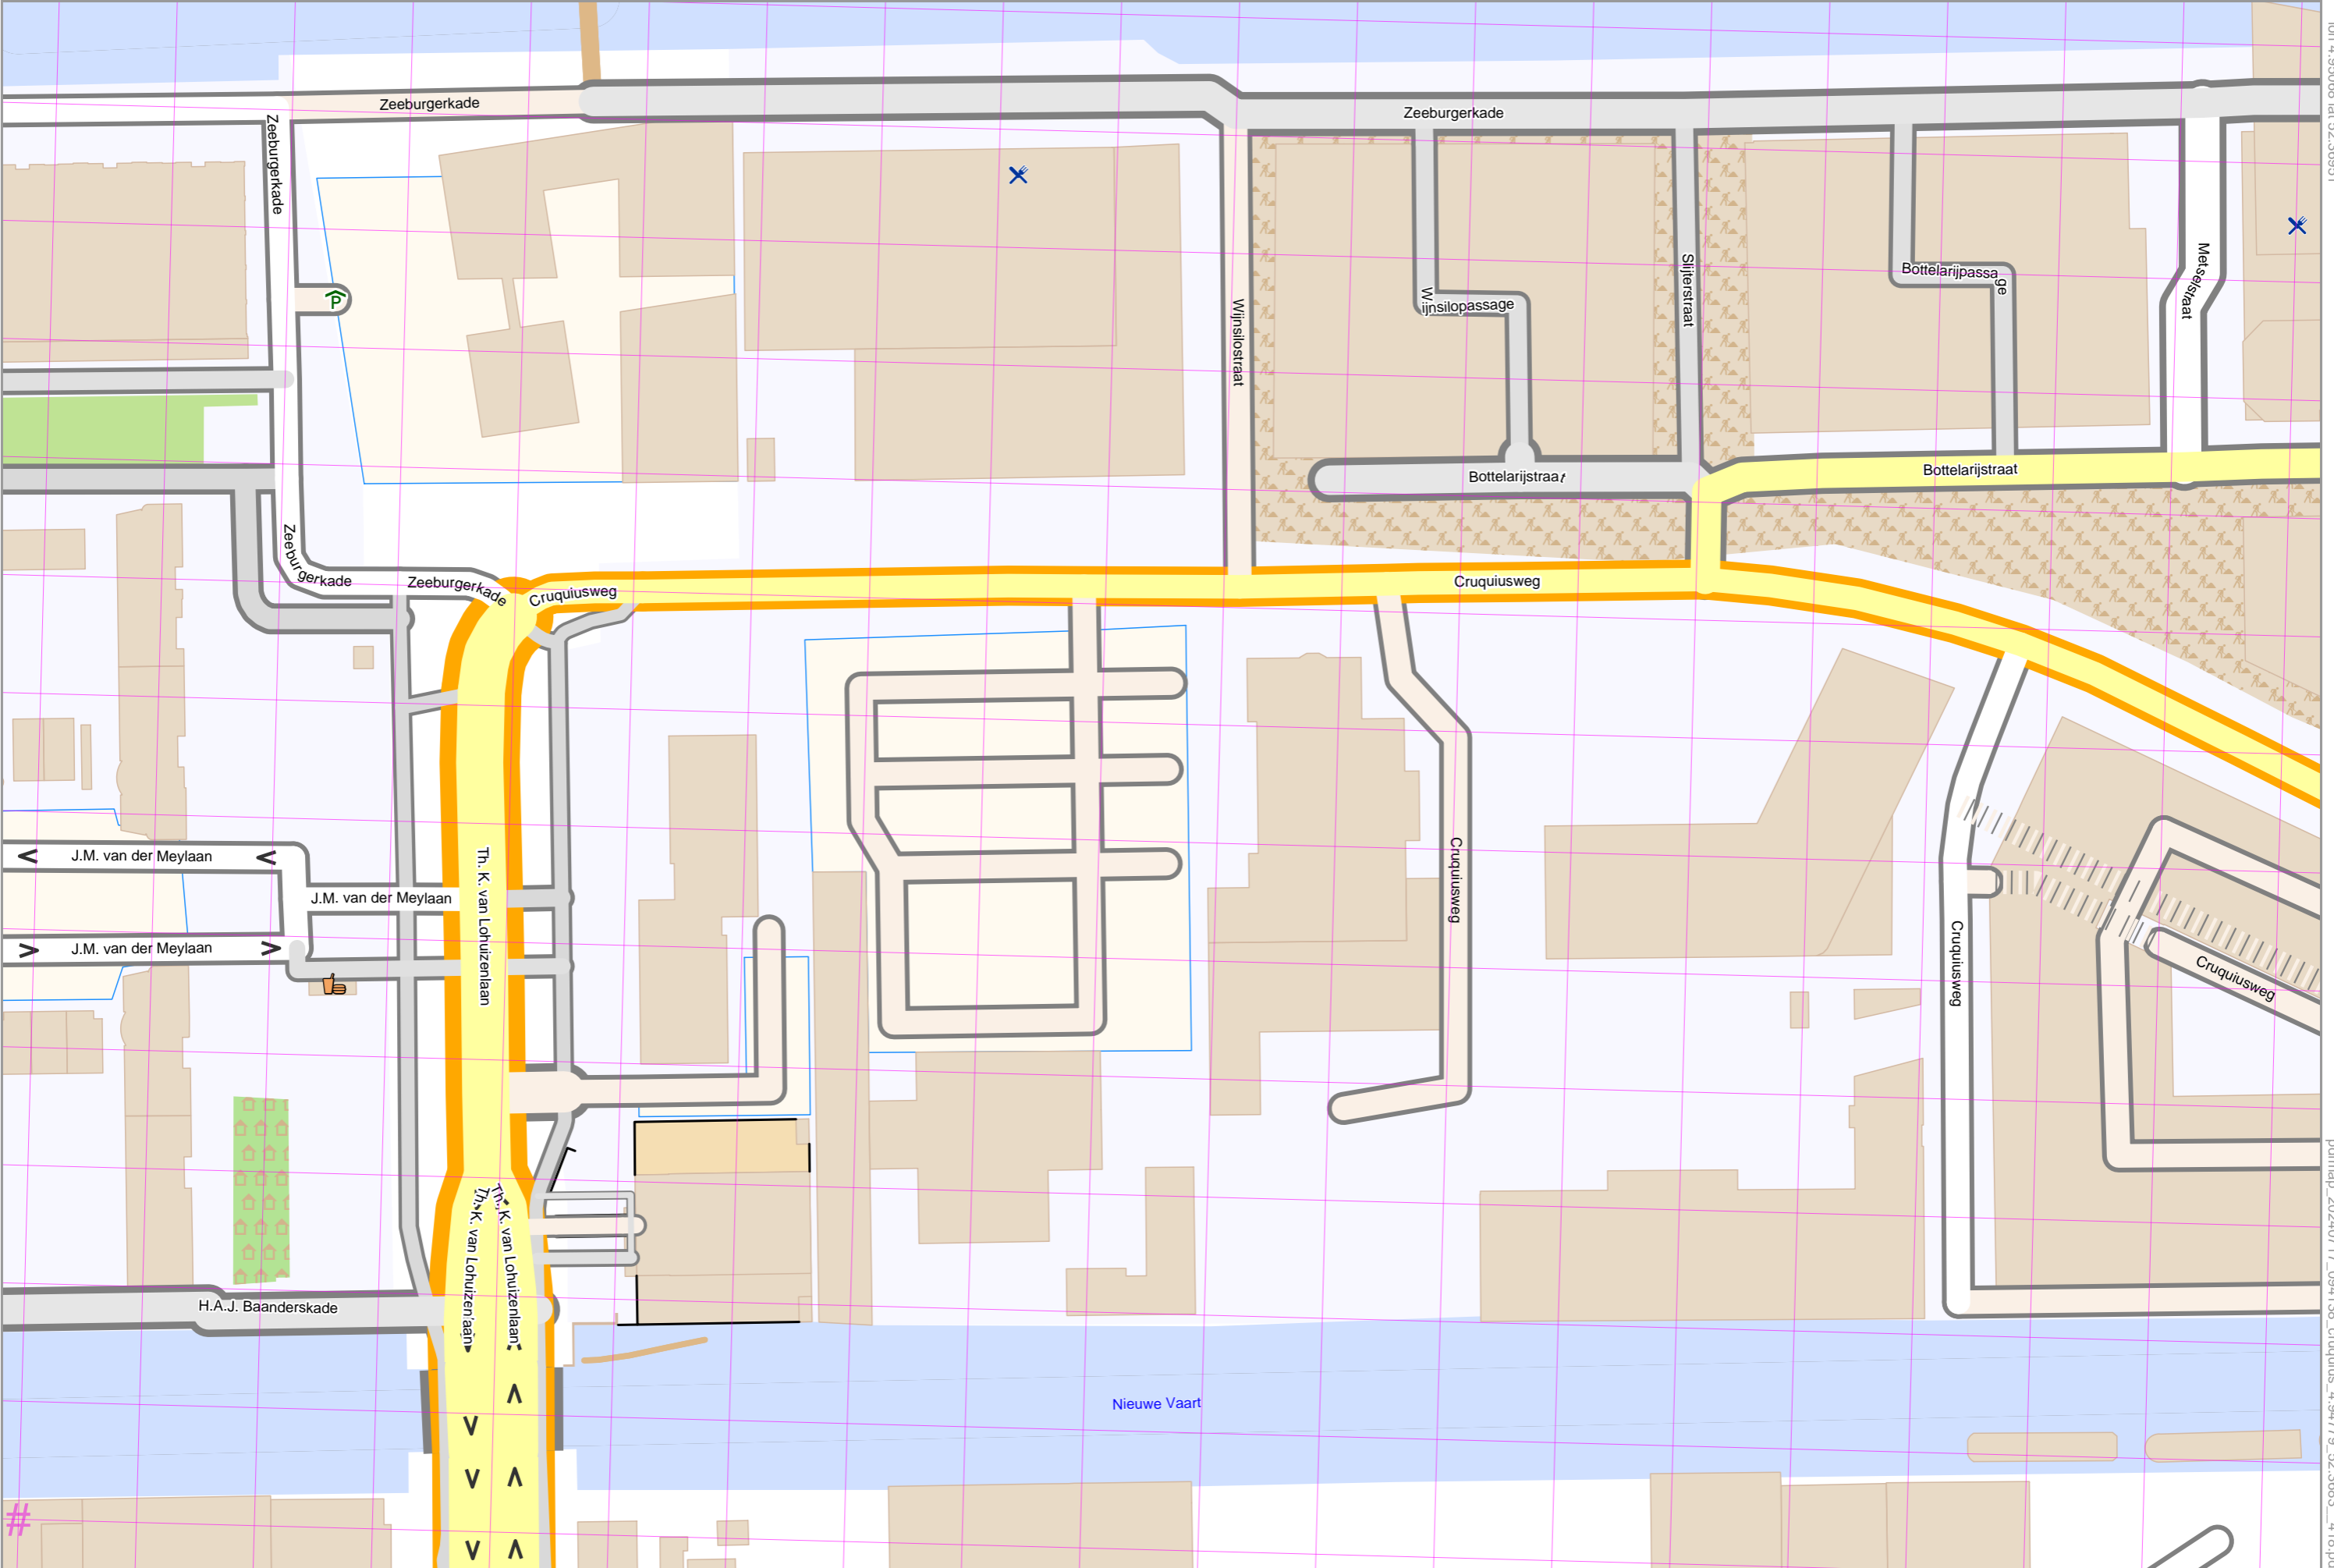 Zeeburgerkade
Zeeburgerkade
Zeeburgerkade
Wijnsilostraat
Wijnsilopassage
Slijterstraat
Bottelarijpassage
Metselstraat
P
Bottelarijstraat
Bottelarijstraat
Zeeburgerkade
Zeeburgerkade
Cruquiusweg
Cruquiusweg
J.M. van der Meylaan
J.M. van der Meylaan
J.M. van der Meylaan
Th. K. van Lohuizenlaan
Cruquiusweg
Cruquiusweg
Cruquiusweg
Th. K. van Lohuizenlaan
Th. K. van Lohuizenlaan
H.A.J. Baanderskade
Nieuwe Vaart
#